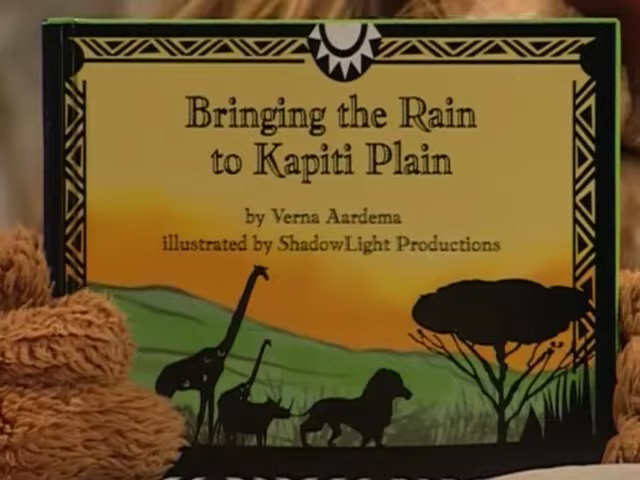 Bringing the Rain
to Kapiti Plain
by Verna Aardema
illustrated by ShadowLight Productions